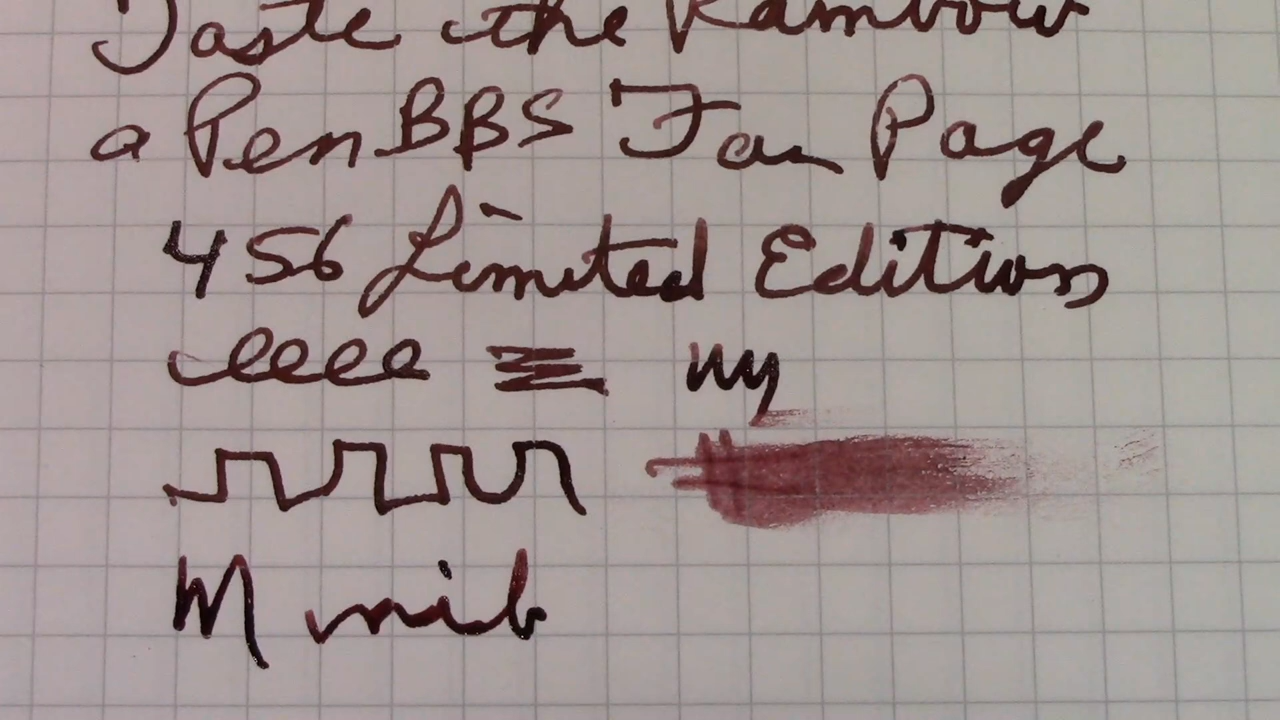 Taste the Rainbow
a PenBBS Fan Page
456 Limited Edition
M nib